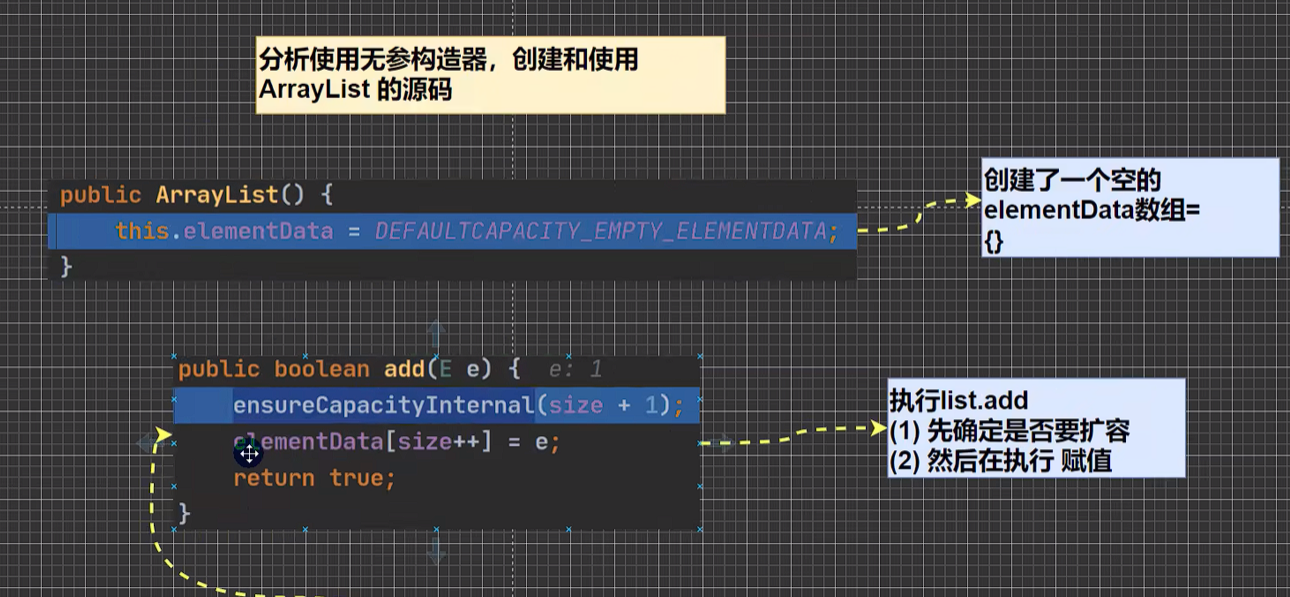 分析使用无参构造器，创建和使用
ArrayList 的源码
public ArrayList() {
this.elementData = DEFAULTCAPACITY_EMPTY_ELEMENTDATA;
}
创建了一个空的
elementData数组=
{}
public boolean add(E e) { e: 1
ensureCapacityInternal(size + 1);
elementData[size++] = e;
return true;
}
执行list.add
(1) 先确定是否要扩容
(2) 然后在执行 赋值